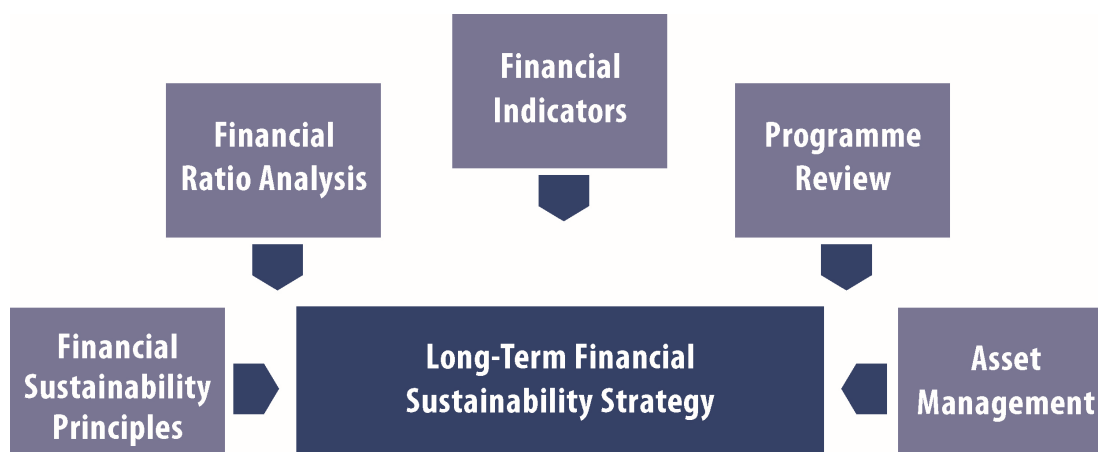 Financial
Indicators
Financial
Ratio Analysis
Programme
Review
Financial
Sustainability
Principles
Long-Term Financial
Sustainability Strategy
Asset
Management